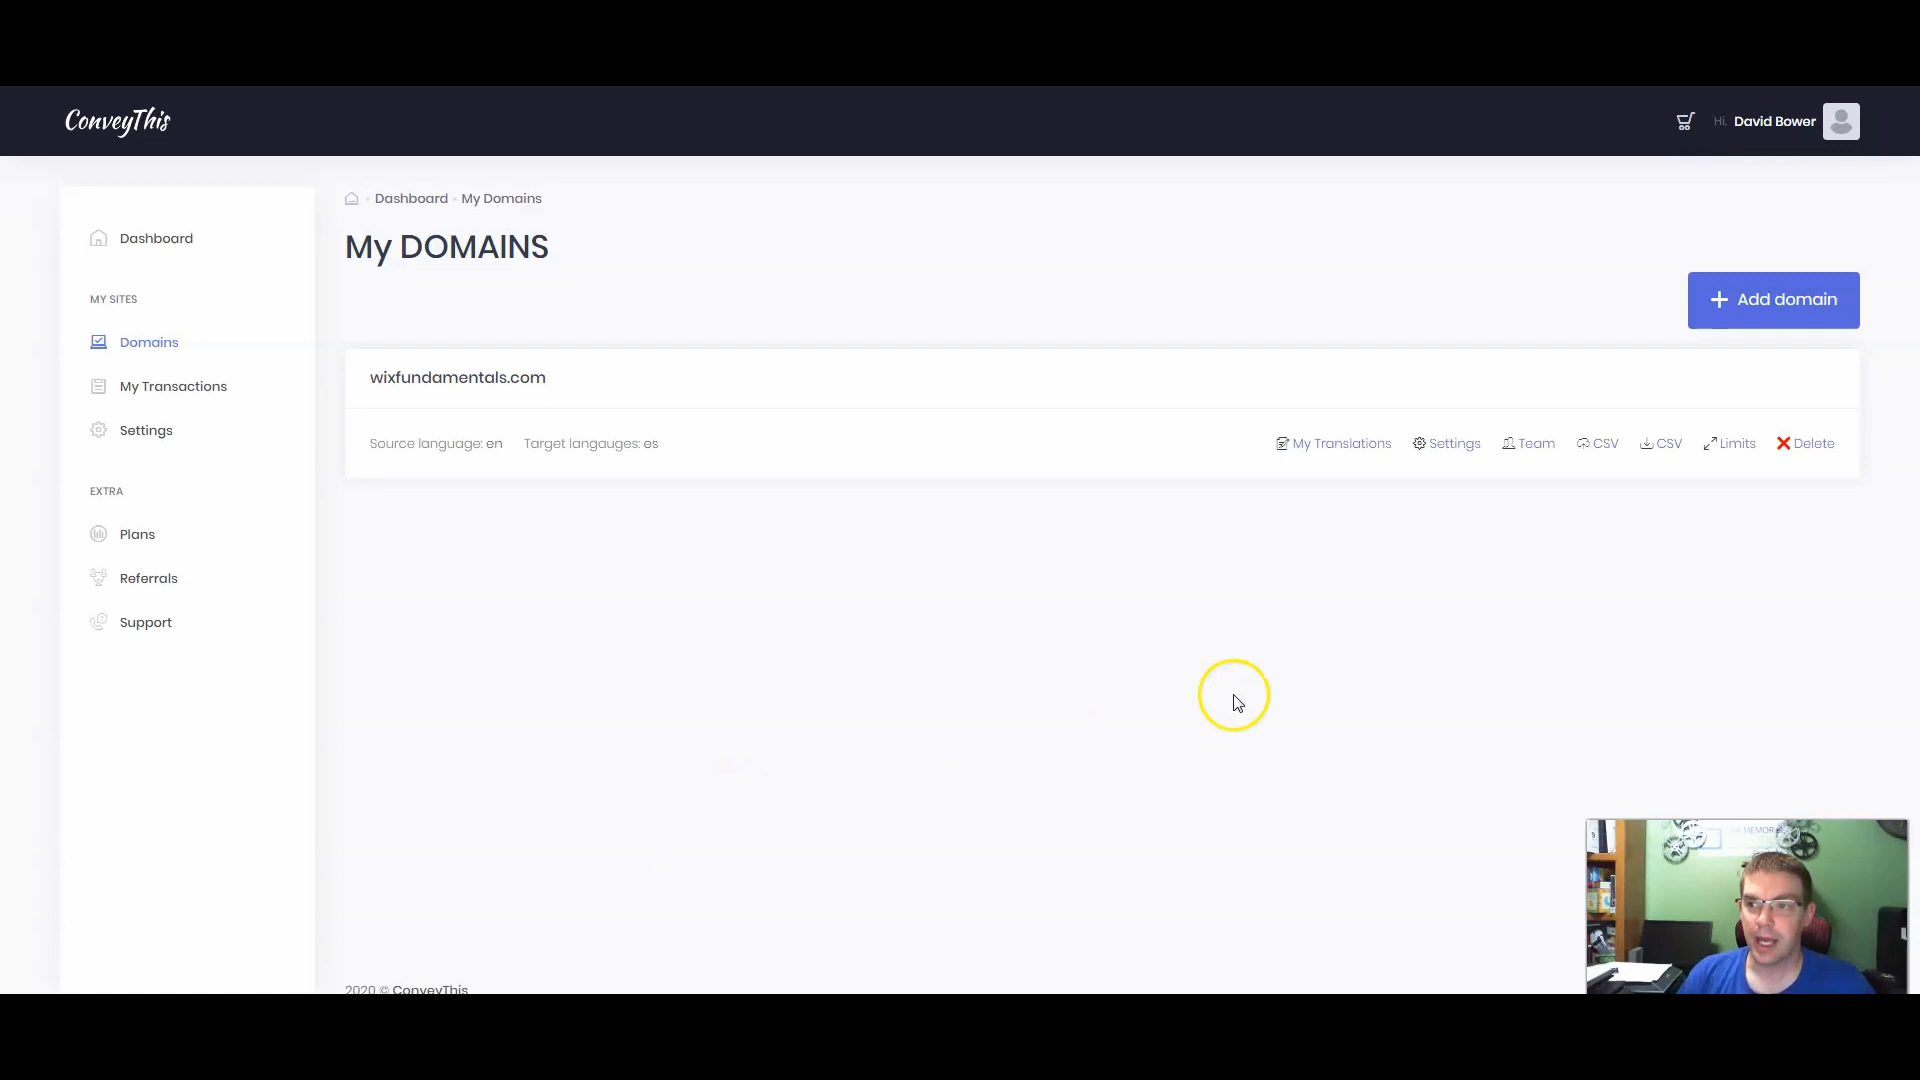 ConveyThis
Hi, David Bower
Dashboard - My Domains
Dashboard
My DOMAINS
MY SITES
+ Add domain
Domains
wixfundamentals.com
My Transactions
Settings
Source language: en Target langauges: es
My Translations Settings Team CSV CSV Limits Delete
EXTRA
Plans
Referrals
Support
MEMOR
2020 © ConveyThis